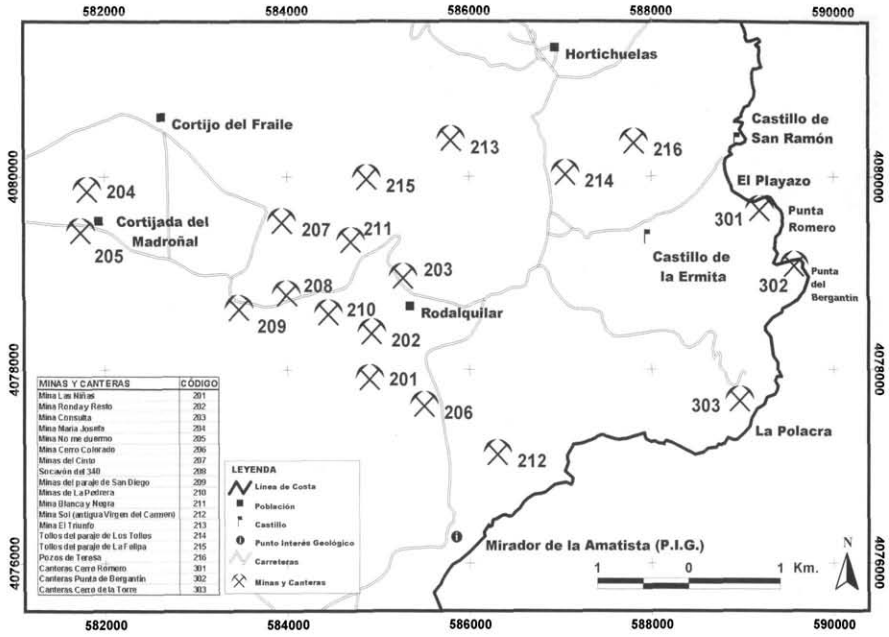 582000 584000 586000 588000 590000
Hortichuelas
Cortijo del Fraile
Castillo de
San Ramón
213
216
4080000 4080000
204
215
214
El Playazo
Cortijada del
Madroñal
207
211
301
Punta
Romero
205
203
Castillo de
la Ermita
302
Punta
del
Bergantín
208
209
210
Rodalquilar
202
4078000 4078000
201
206
303
212
La Polacra
MINAS Y CANTERAS CÓDIGO
Mina Las Niñas 201
Mina Ronda y Resto 202
Mina Consulta 203
Mina Maria Josefa 204
Mina No me duermo 205
Mina Cerro Colorado 206
Minas del Cinto 207
Socavón del 340 208
Minas del paraje de San Diego 209
Minas de La Pedrera 210
Mina Blanca y Negra 211
Mina Sol (antigua Virgen del Carmen) 212
Mina El Triunfo 213
Tollos del paraje de Los Tollos 214
Tollos del paraje de La Felipa 215
Pozos de Teresa 216
Canteras Cerro Romero 301
Canteras Punta de Bergantín 302
Canteras Cerro de la Torre 303
LEYENDA
Línea de Costa
Población
Castillo
Punto Interés Geológico
Carreteras
Minas y Canteras
Mirador de la Amatista (P.I.G.)
4076000 4076000
N
1 0 1 Km.
582000 584000 586000 588000 590000